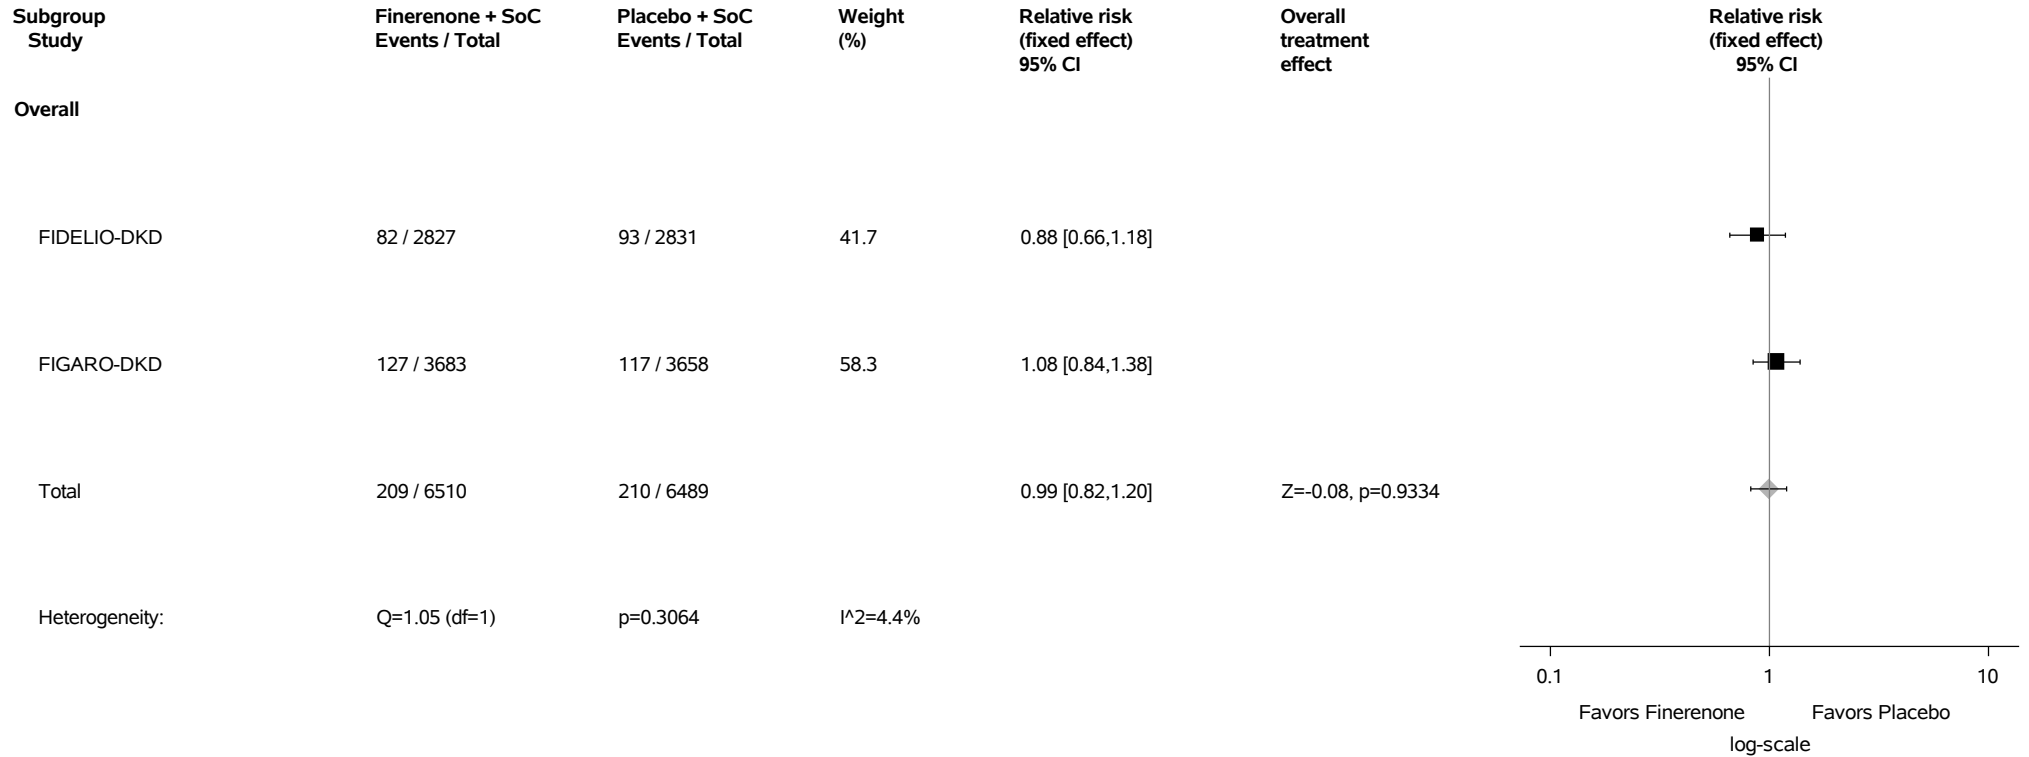 Subgroup Finerenone + SoC Placebo + SoC Weight Relative risk Overall Relative risk
Study Events / Total Events / Total (%) (fixed effect) treatment (fixed effect)
95% CI effect 95% CI
Overall
FIDELIO-DKD 82 / 2827 93 / 2831 41.7 0.88 [0.66,1.18]
FIGARO-DKD 127 / 3683 117 / 3658 58.3 1.08 [0.84,1.38]
Total 209 / 6510 210 / 6489 0.99 [0.82,1.20] Z=-0.08, p=0.9334
Heterogeneity: Q=1.05 (df=1) p=0.3064 I^2=4.4%
0.1 1 10
Favors Finerenone Favors Placebo
log-scale